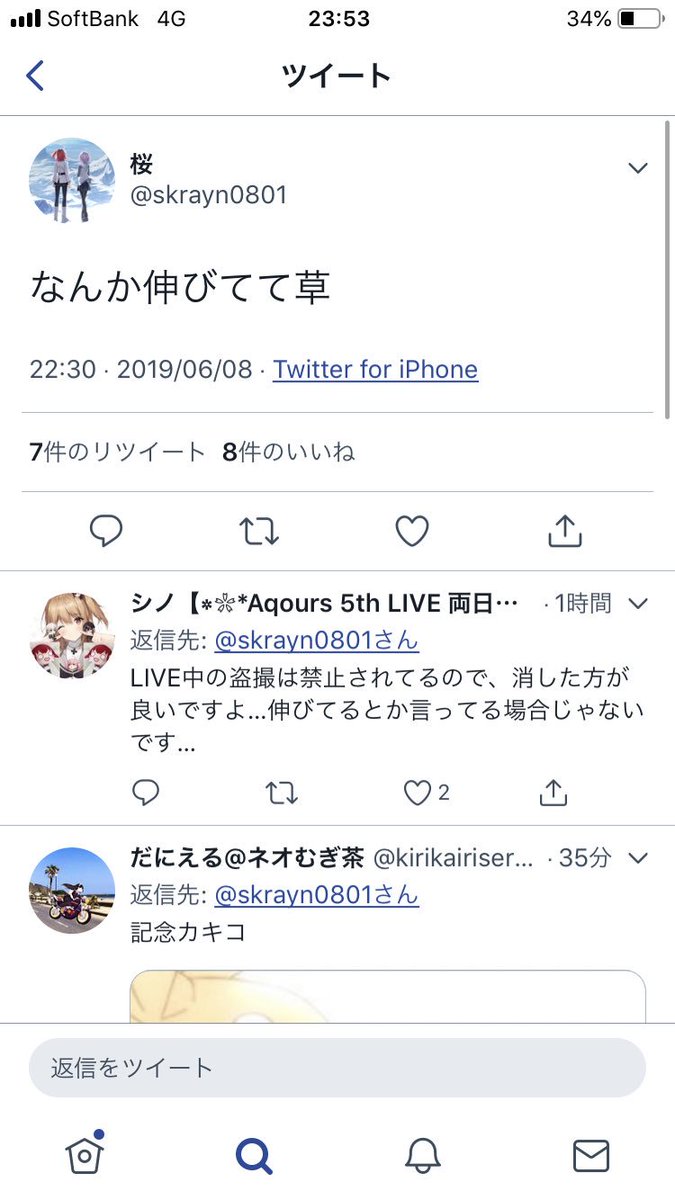 SoftBank 4G 23:53 34%
ツイート
桜
@skrayn0801
なんか伸びてて草
22:30 · 2019/06/08 · Twitter for iPhone
7件のリツイート 8件のいいね
シノ【*❊*Aqours 5th LIVE 両日… · 1時間
返信先: @skrayn0801さん
LIVE中の盗撮は禁止されてるので、消した方が
良いですよ...伸びてるとか言ってる場合じゃない
です...
2
だにえる@ネオむぎ茶 @kirikairiser... · 35分
返信先: @skrayn0801さん
記念カキコ
返信をツイート